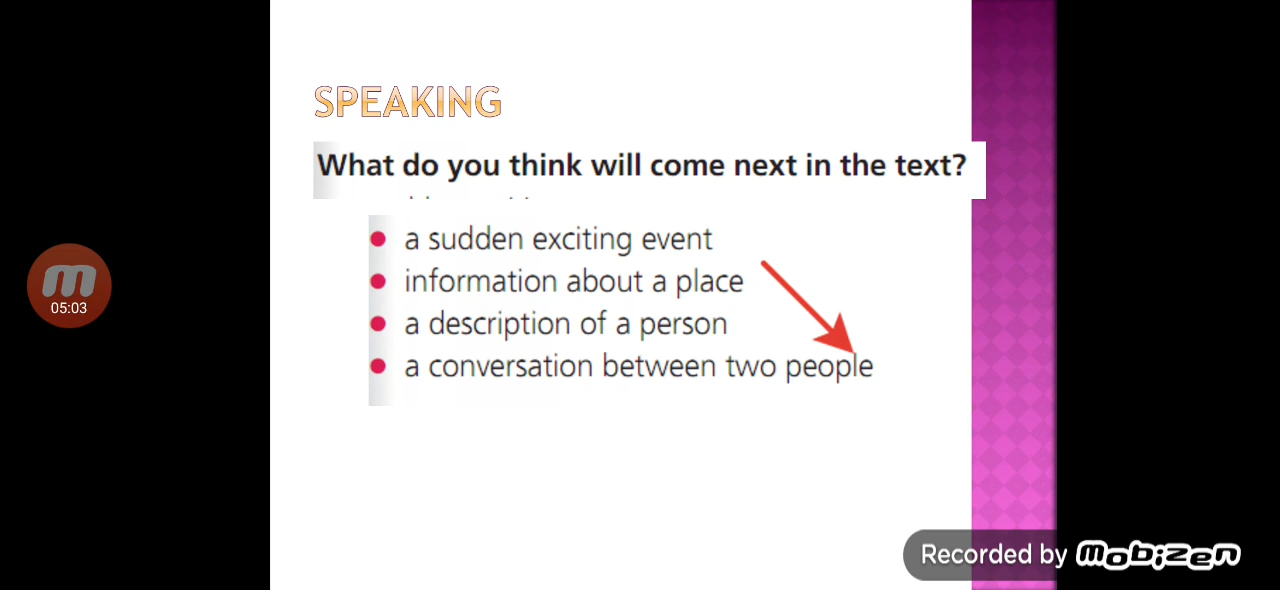 SPEAKING
What do you think will come next in the text?
a sudden exciting event
information about a place
a description of a person
a conversation between two people
m
05:03
Recorded by mobizen